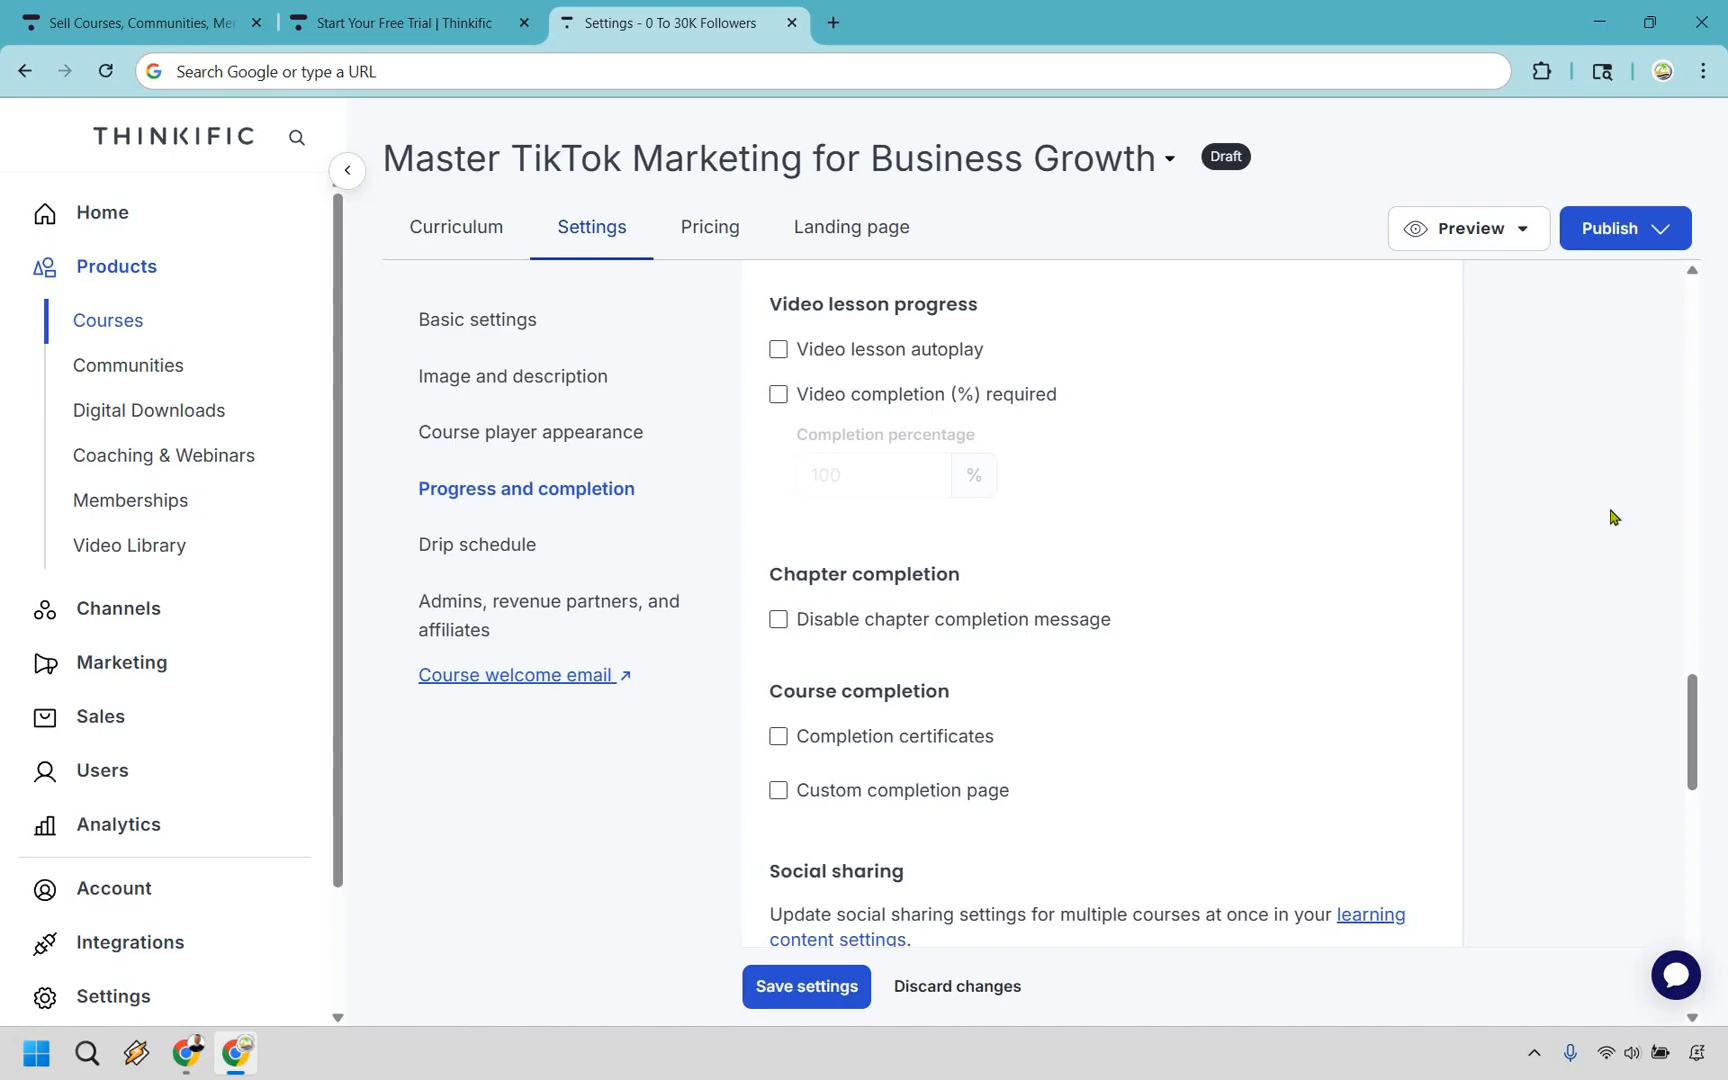 Sell Courses, Communities, Me
Start Your Free Trial | Thinkific
Settings - 0 To 30K Followers
Search Google or type a URL
THINKIFIC
Master TikTok Marketing for Business Growth
Draft
Home
Products
Courses
Communities
Digital Downloads
Coaching & Webinars
Memberships
Video Library
Channels
Marketing
Sales
Users
Analytics
Account
Integrations
Settings
Curriculum
Settings
Pricing
Landing page
Preview
Publish
Basic settings
Image and description
Course player appearance
Progress and completion
Drip schedule
Admins, revenue partners, and
affiliates
Course welcome email
Video lesson progress
Video lesson autoplay
Video completion (%) required
Completion percentage
100 %
Chapter completion
Disable chapter completion message
Course completion
Completion certificates
Custom completion page
Social sharing
Update social sharing settings for multiple courses at once in your learning
content settings.
Save settings
Discard changes